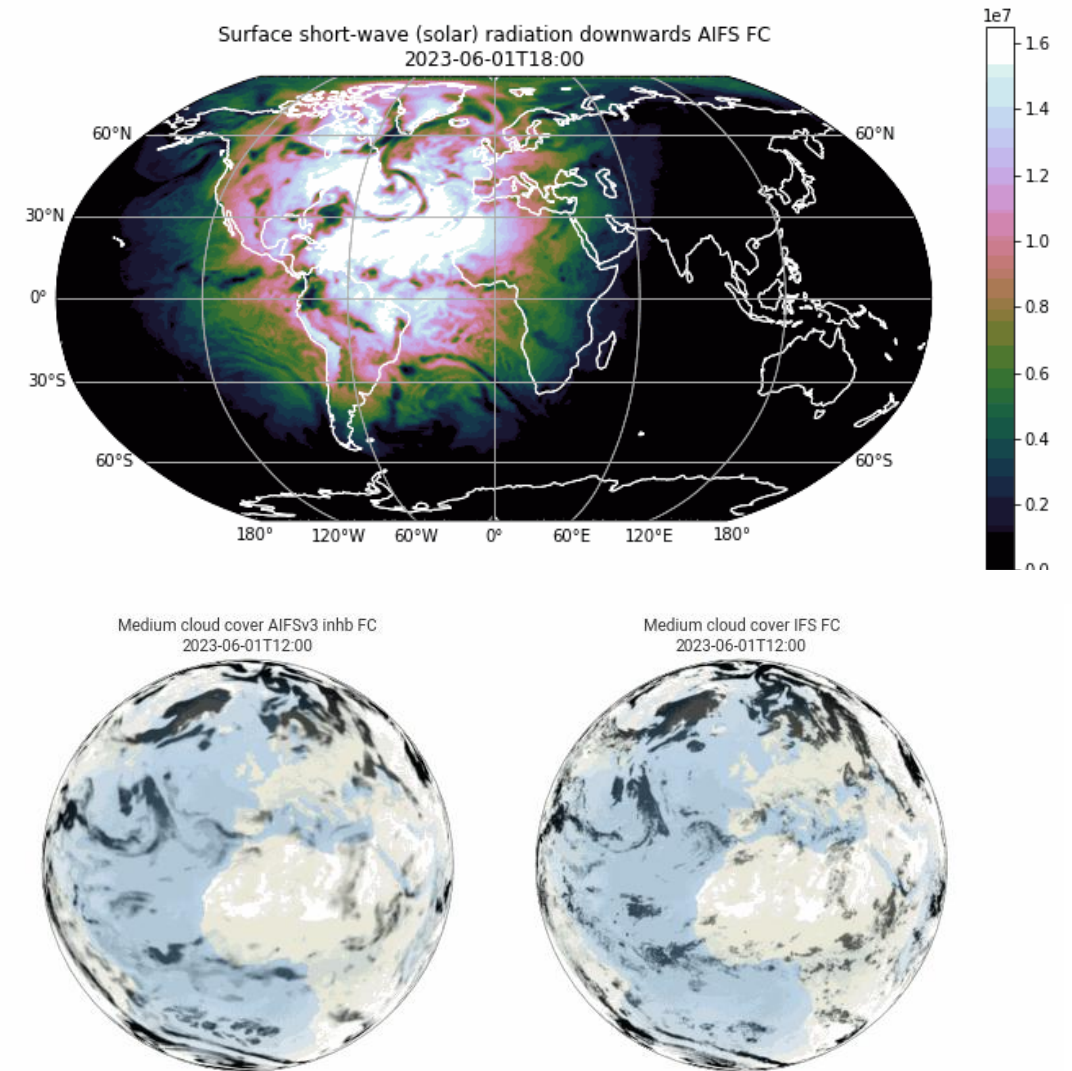 Surface short-wave (solar) radiation downwards AIFS FC
2023-06-01T18:00
1e7
1.6
1.4
1.2
1.0
0.8
0.6
0.4
0.2
0.0
60°N
60°N
30°N
0°
30°S
60°S
60°S
180°
120°W
60°W
0°
60°E
120°E
180°
Medium cloud cover AIFSv3 inhb FC
2023-06-01T12:00
Medium cloud cover IFS FC
2023-06-01T12:00